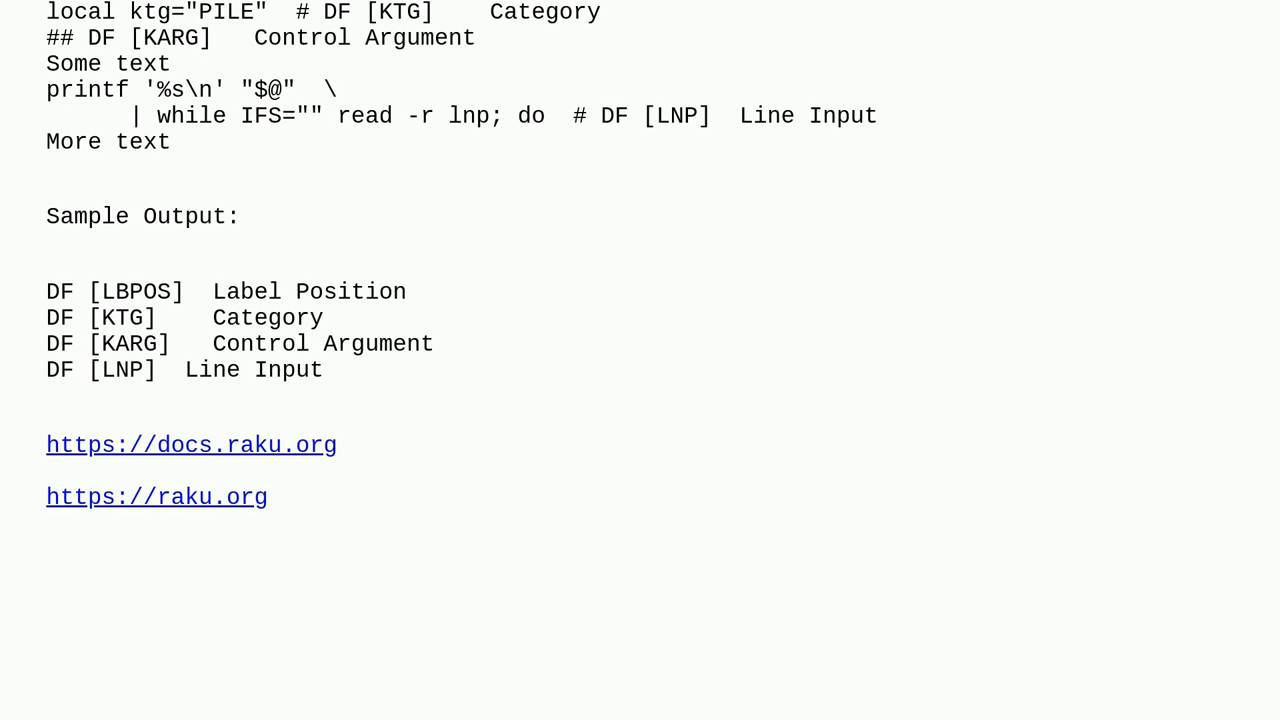 local ktg="PILE"  # DF [KTG]    Category
## DF [KARG]   Control Argument
Some text
printf '%s\n' "$@"  \
      | while IFS="" read -r lnp; do  # DF [LNP]  Line Input
More text
Sample Output:
DF [LBPOS]  Label Position
DF [KTG]    Category
DF [KARG]   Control Argument
DF [LNP]  Line Input
https://docs.raku.org
https://raku.org